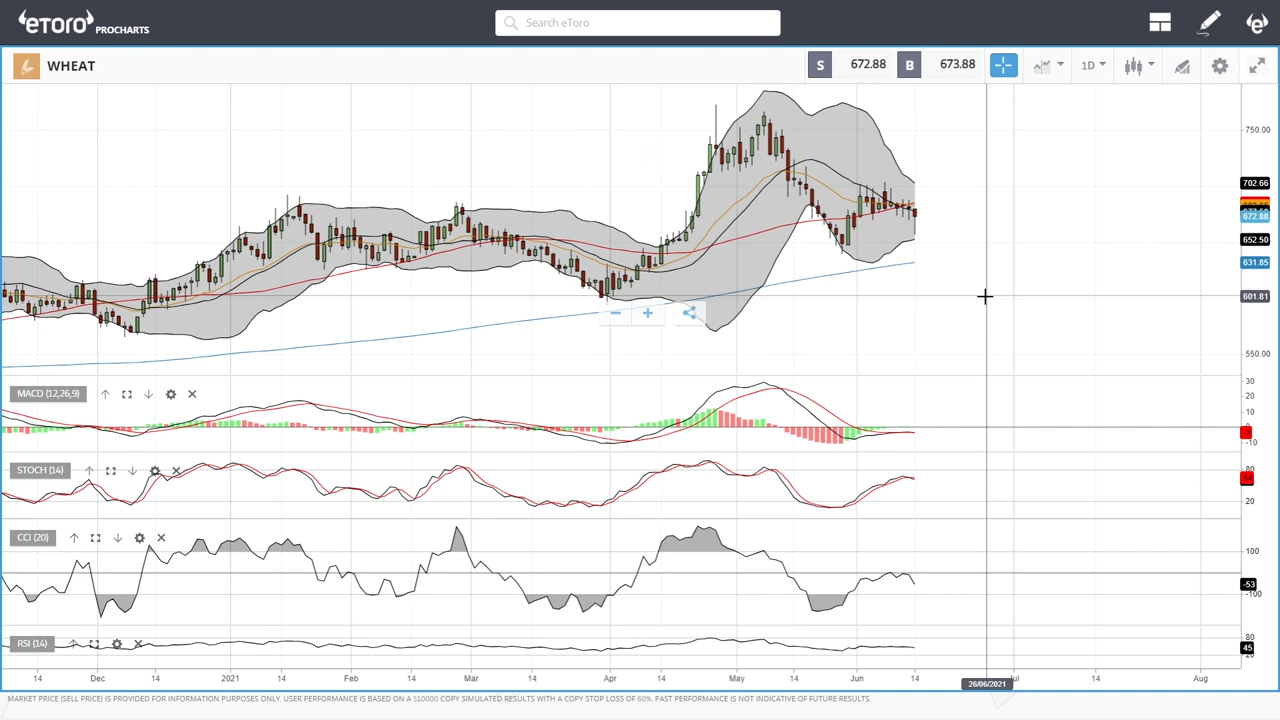 eTORO PROCHARTS
Search eToro
WHEAT
S 672.88 B 673.88
1D
750.00
702.66
672.88
652.50
631.85
601.81
550.00
MACD (12,26,9)
30
20
10
-10
STOCH (14)
80
20
CCI (20)
100
-53
-100
RSI (14)
80
45
14 Dec 14 2021 14 Feb 14 Mar 14 Apr 14 May 14 Jun 14 26/06/2021 Jul 14 Aug
MARKET PRICE (SELL PRICE) IS PROVIDED FOR INFORMATION PURPOSES ONLY. USER PERFORMANCE IS BASED ON A $10000 COPY SIMULATED RESULTS WITH A COPY STOP LOSS OF 60%. PAST PERFORMANCE IS NOT INDICATIVE OF FUTURE RESULTS.